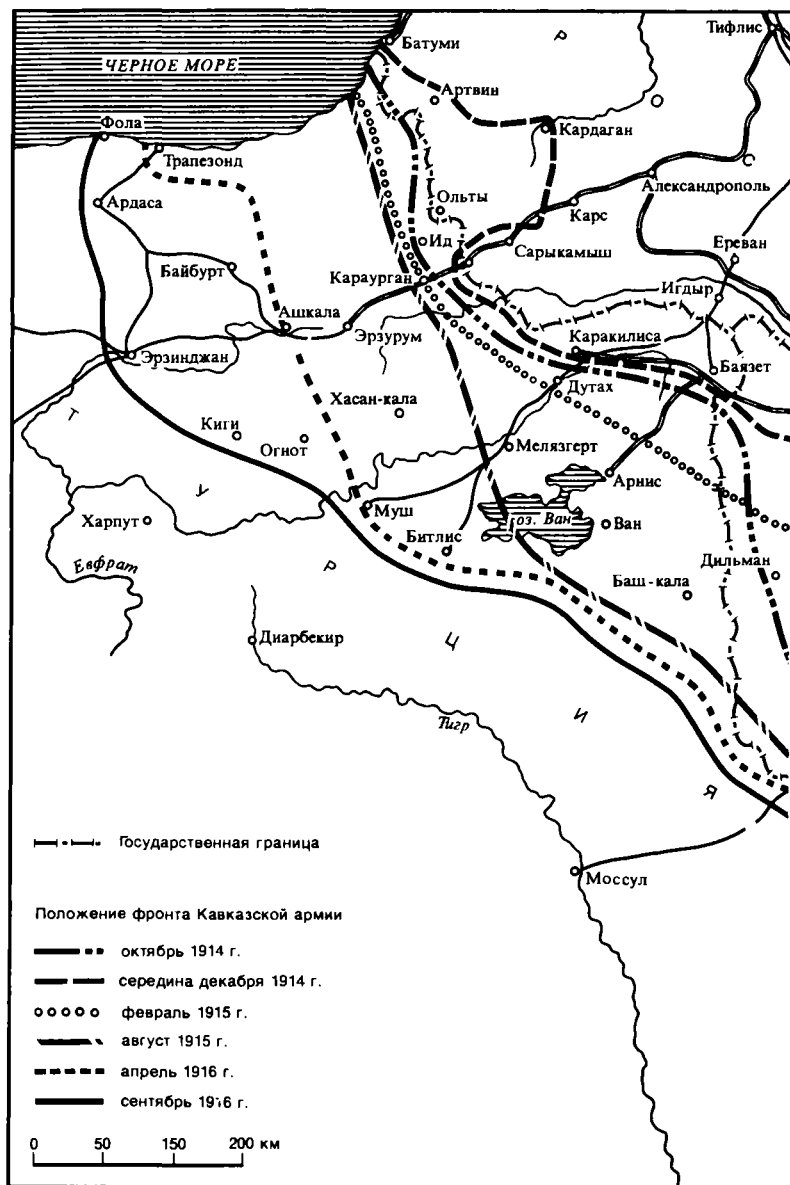 Батуми
Тифлис
ЧЕРНОЕ МОРЕ
Р
Артвин
О
Кардаган
Фола
Трапезонд
С
Александрополь
Ардаса
Ольты
Карс
Ид
Сарыкамыш
Ереван
Байбурт
Караурган
Игдыр
Ашкала
Эрзурум
Каракилиса
Эрзинджан
Баязет
Дутах
Т
Хасан-кала
Киги
Огнот
Мелязгерт
У
Арнис
Муш
оз. Ван
Ван
Харпут
Битлис
Р
Евфрат
Дильман
Баш-кала
Диарбекир
Ц
И
Тигр
Я
Государственная граница
Моссул
Положение фронта Кавказской армии
октябрь 1914 г.
середина декабря 1914 г.
февраль 1915 г.
август 1915 г.
апрель 1916 г.
сентябрь 1916 г.
0 50 100 150 200 км